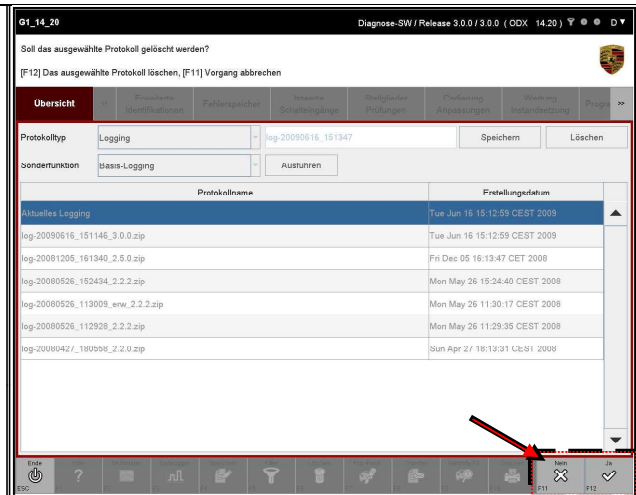 G1_14_20
Diagnose-SW / Release 3.0.0 / 3.0.0 ( ODX 14.20 )
D
Soll das ausgewählte Protokoll gelöscht werden?
[F12] Das ausgewählte Protokoll löschen, [F11] Vorgang abbrechen
Übersicht
Erweiterte Identifikationen
Fehlerspeicher
Istwerte Schalteingänge
Stellglieder Prüfungen
Codierung Anpassungen
Wartung Instandsetzung
Progra
»
Protokolltyp
Logging
log-20090616_151347
Speichern
Löschen
Sonderfunktion
Basis-Logging
Ausführen
Protokollname
Erstellungsdatum
Aktuelles Logging
Tue Jun 16 15:12:59 CEST 2009
log-20090616_151146_3.0.0.zip
Tue Jun 16 15:12:59 CEST 2009
log-20081205_161340_2.5.0.zip
Fri Dec 05 16:13:47 CET 2008
log-20080526_152434_2.2.2.zip
Mon May 26 15:24:40 CEST 2008
log-20080526_113009_erw_2.2.2.zip
Mon May 26 11:30:17 CEST 2008
log-20080526_112928_2.2.2.zip
Mon May 26 11:29:35 CEST 2008
log-20080427_180558_2.2.0.zip
Sun Apr 27 18:13:31 CEST 2008
Ende
ESC
Nein
F11
Ja
F12